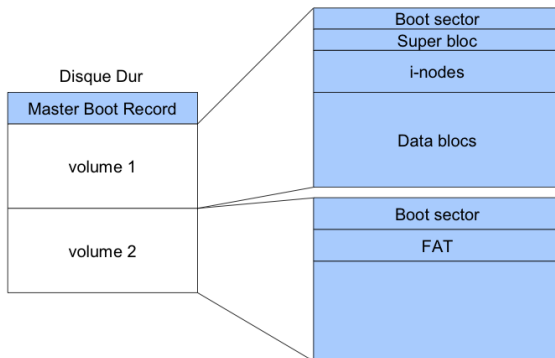 Disque Dur
Master Boot Record
volume 1
volume 2
Boot sector
Super bloc
i-nodes
Data blocs
Boot sector
FAT